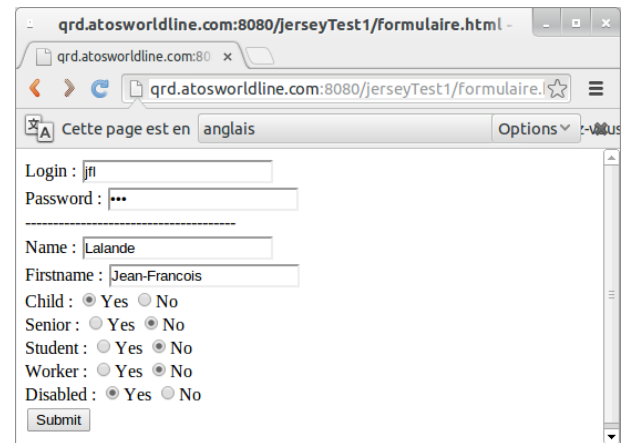 qrd.atosworldline.com:8080/jerseyTest1/formulaire.html -
qrd.atosworldline.com:80
qrd.atosworldline.com:8080/jerseyTest1/formulaire.
Cette page est en anglais Options
Login : jfl
Password : •••
-------------------------------------
Name : Lalande
Firstname : Jean-Francois
Child : Yes No
Senior : Yes No
Student : Yes No
Worker : Yes No
Disabled : Yes No
Submit